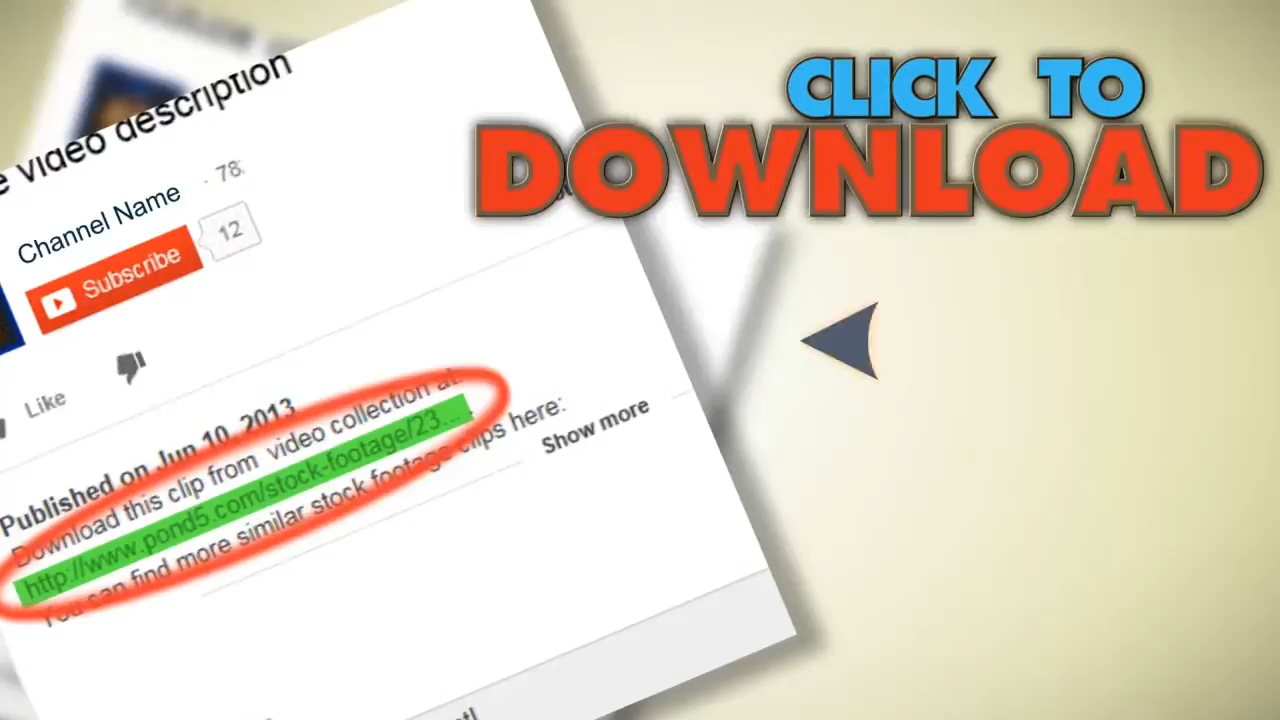 CLICK TO
DOWNLOAD
video description
Channel Name
78
Subscribe
12
Like
Published on Jun 10, 2013
Download this clip from video collection at:
http://www.pond5.com/stock-footage/23...
You can find more similar stock footage clips here:
Show more